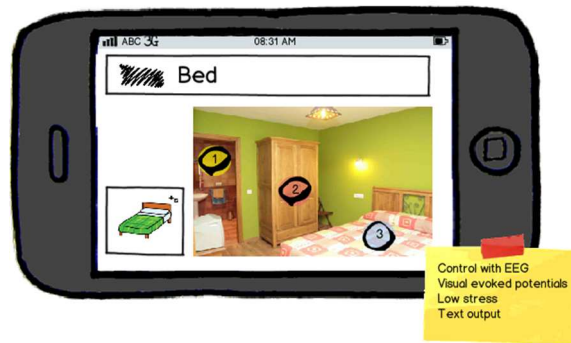 ABC 3G 08:31 AM
Bed
1
2
3
Control with EEG
Visual evoked potentials
Low stress
Text output